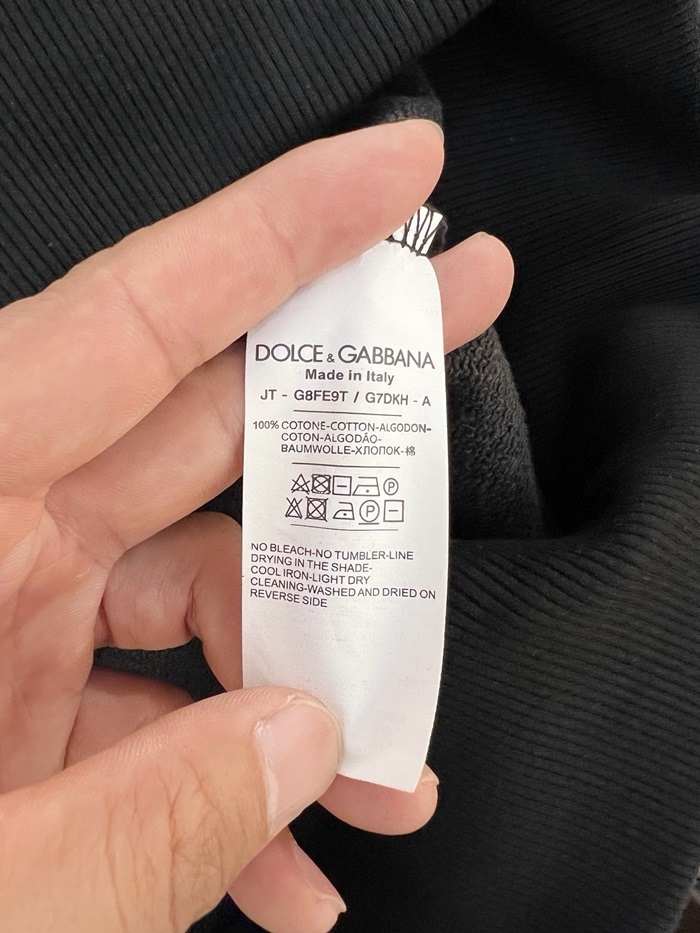 DOLCE & GABBANA
Made in Italy
JT - G8FE9T / G7DKH - A
100% COTONE-COTTON-ALGODON-
COTON-ALGODÃO-
BAUMWOLLE-ХЛОПОК-棉
P
P
NO BLEACH-NO TUMBLER-LINE
DRYING IN THE SHADE-
COOL IRON-LIGHT DRY
CLEANING-WASHED AND DRIED ON
REVERSE SIDE